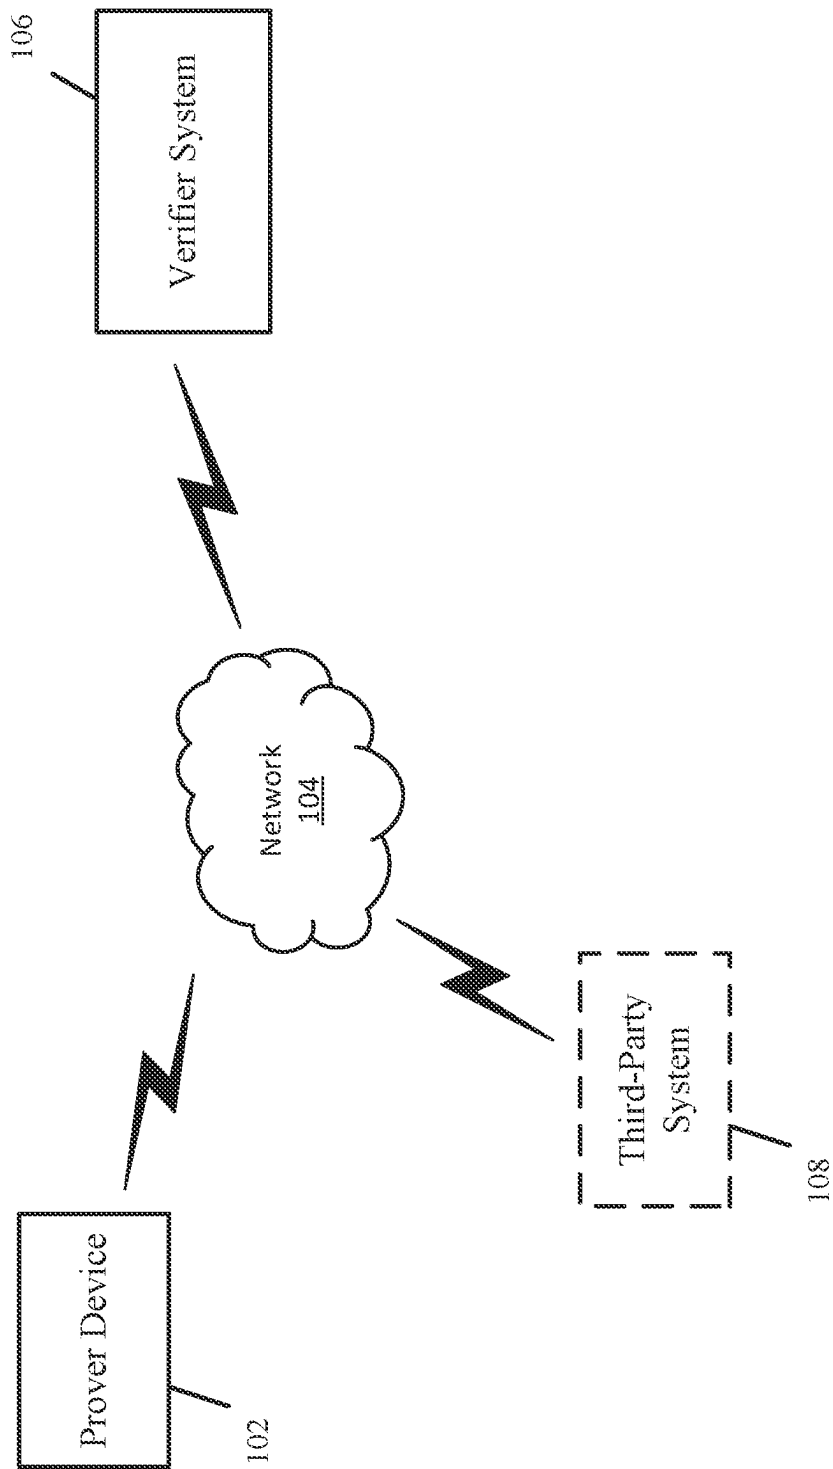 Prover Device
102
Network
104
Verifier System
106
Third-Party
System
108